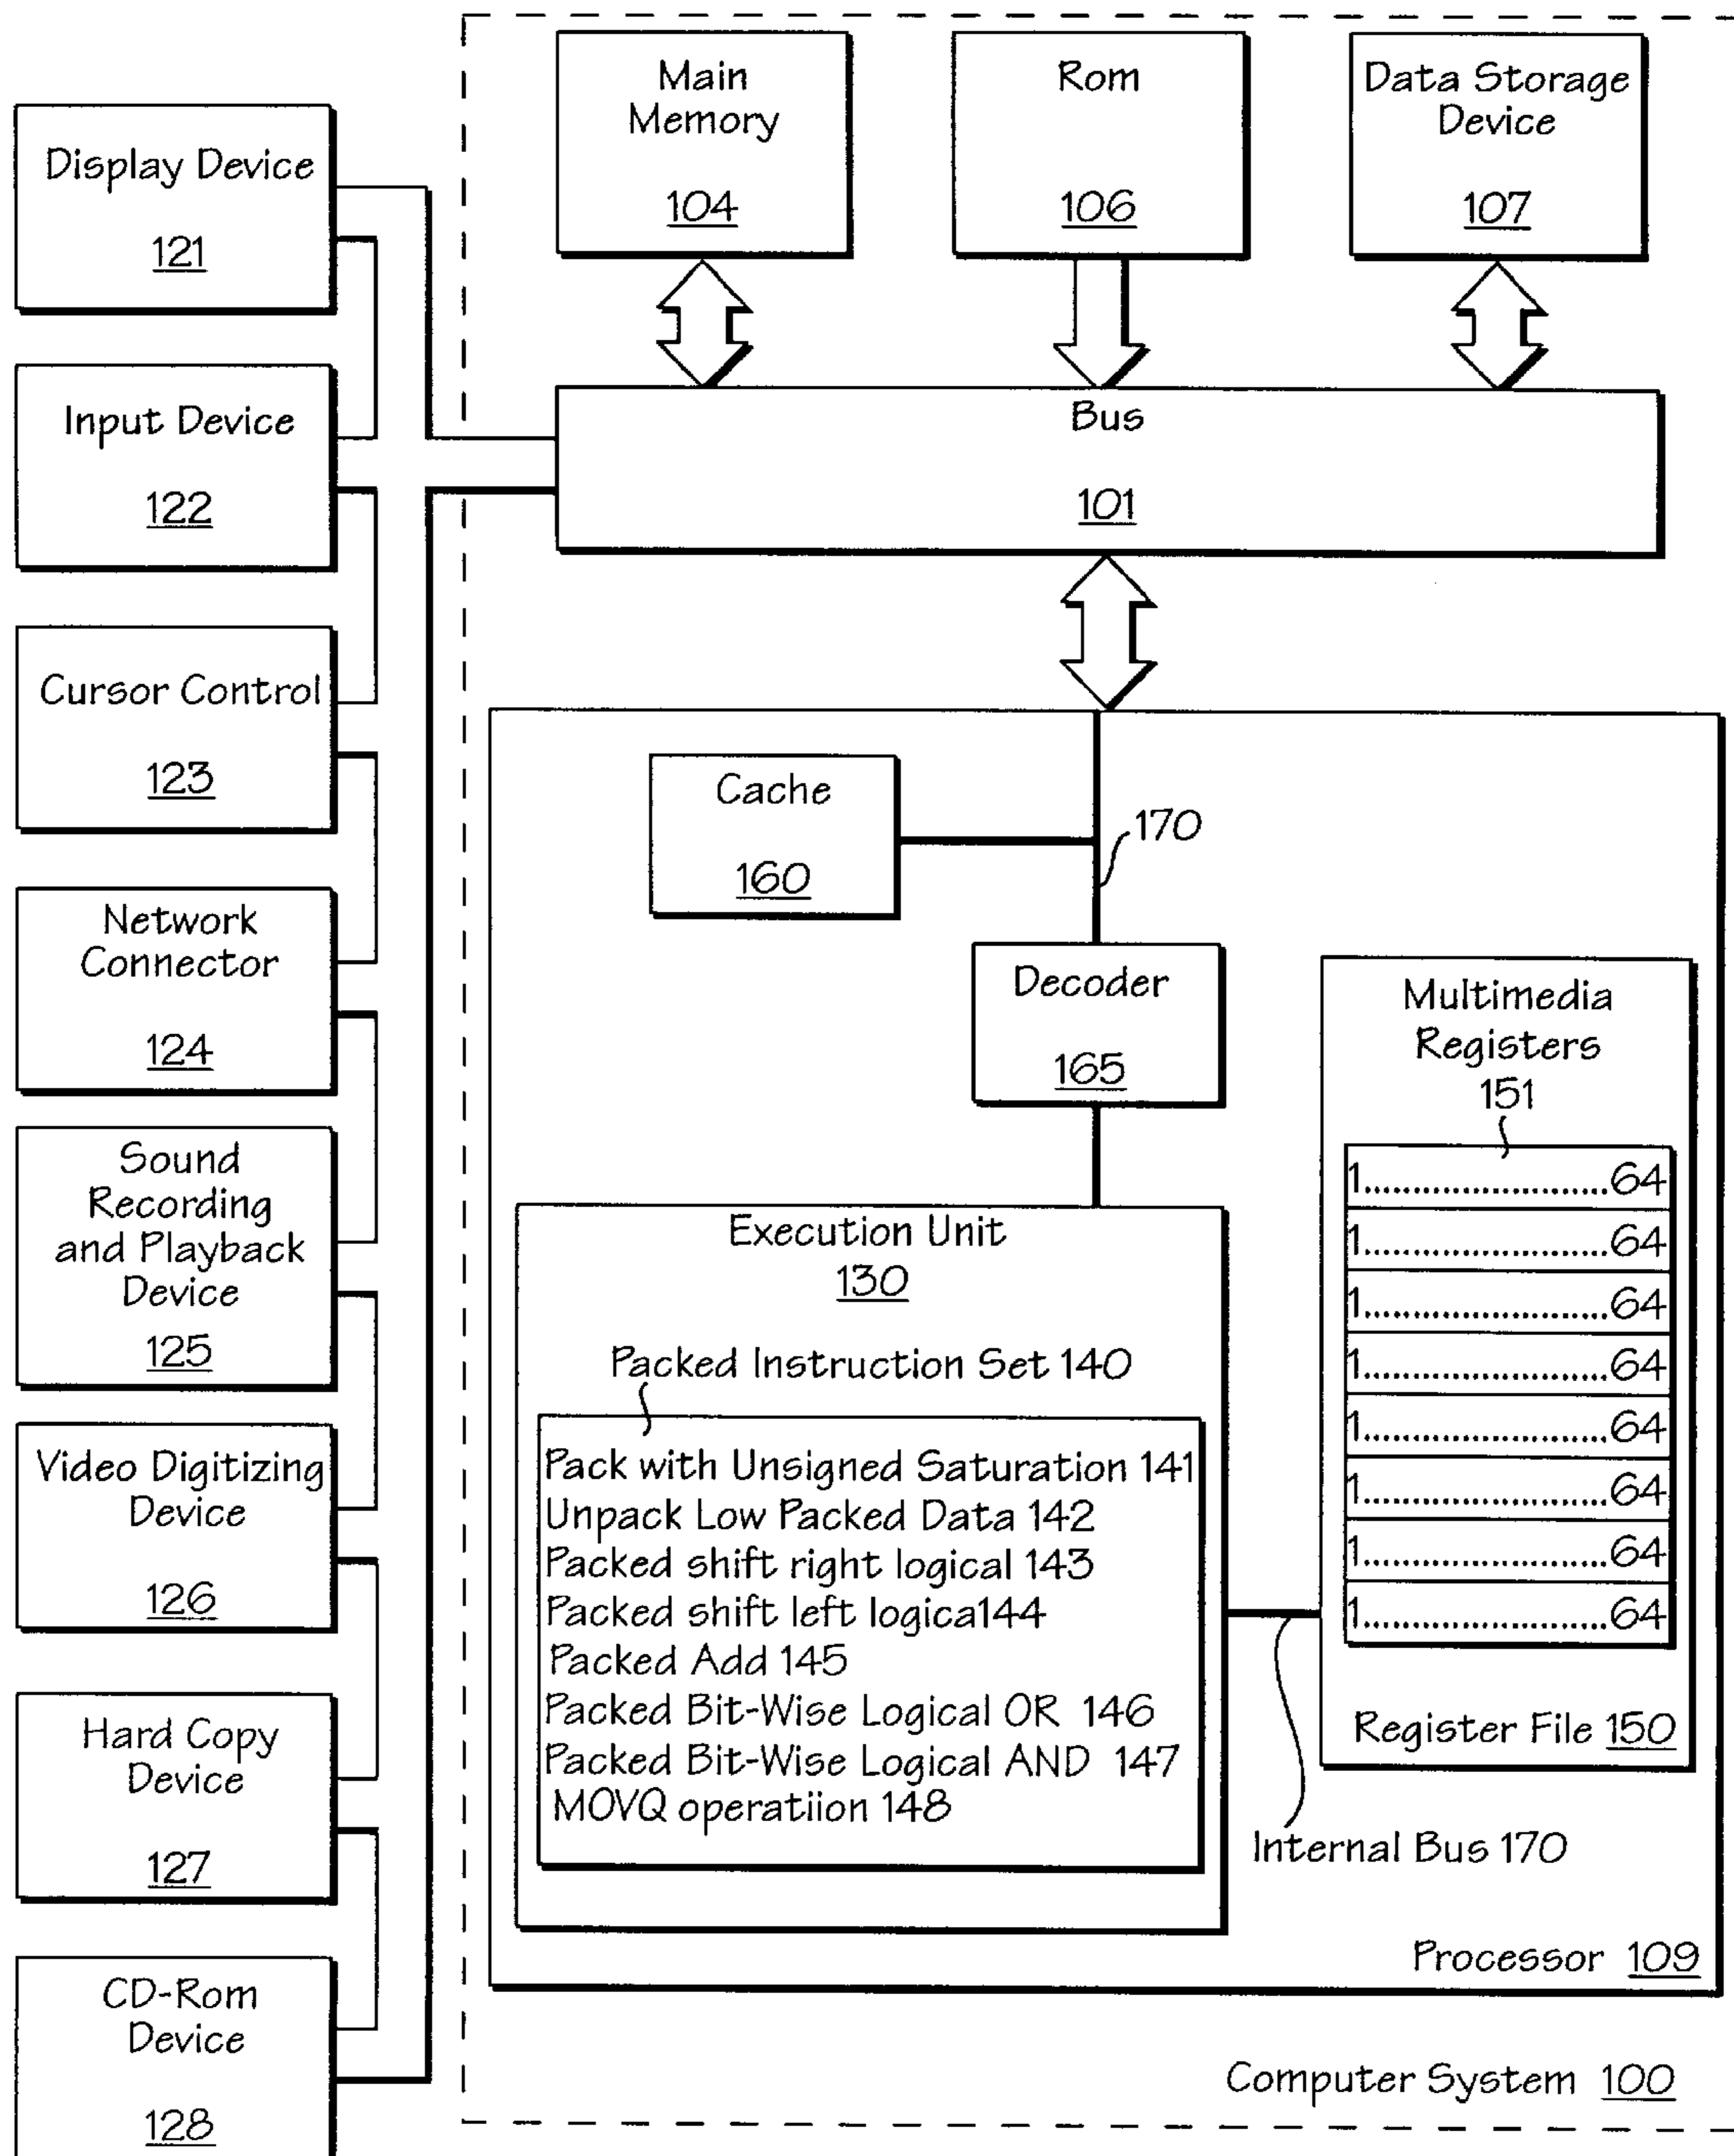 Main
Memory
104
Rom
106
Data Storage
Device
107
Display Device
121
Input Device
122
Cursor Control
123
Network
Connector
124
Sound
Recording
and Playback
Device
125
Video Digitizing
Device
126
Hard Copy
Device
127
CD-Rom
Device
128
Bus
101
Cache
160
170
Decoder
165
Execution Unit
130
Packed Instruction Set 140
Pack with Unsigned Saturation 141
Unpack Low Packed Data 142
Packed shift right logical 143
Packed shift left logica144
Packed Add 145
Packed Bit-Wise Logical OR 146
Packed Bit-Wise Logical AND 147
MOVQ operatiion 148
Multimedia
Registers
151
1.........................64
1.........................64
1.........................64
1.........................64
1.........................64
1.........................64
1.........................64
1.........................64
Register File 150
Internal Bus 170
Processor 109
Computer System 100